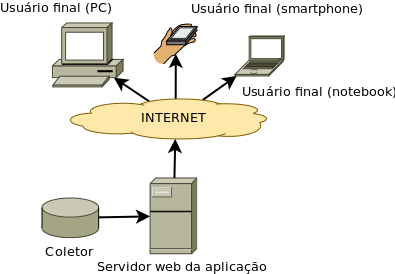 Usuário final (PC)
Usuário final (smartphone)
Usuário final (notebook)
INTERNET
Coletor
Servidor web da aplicação